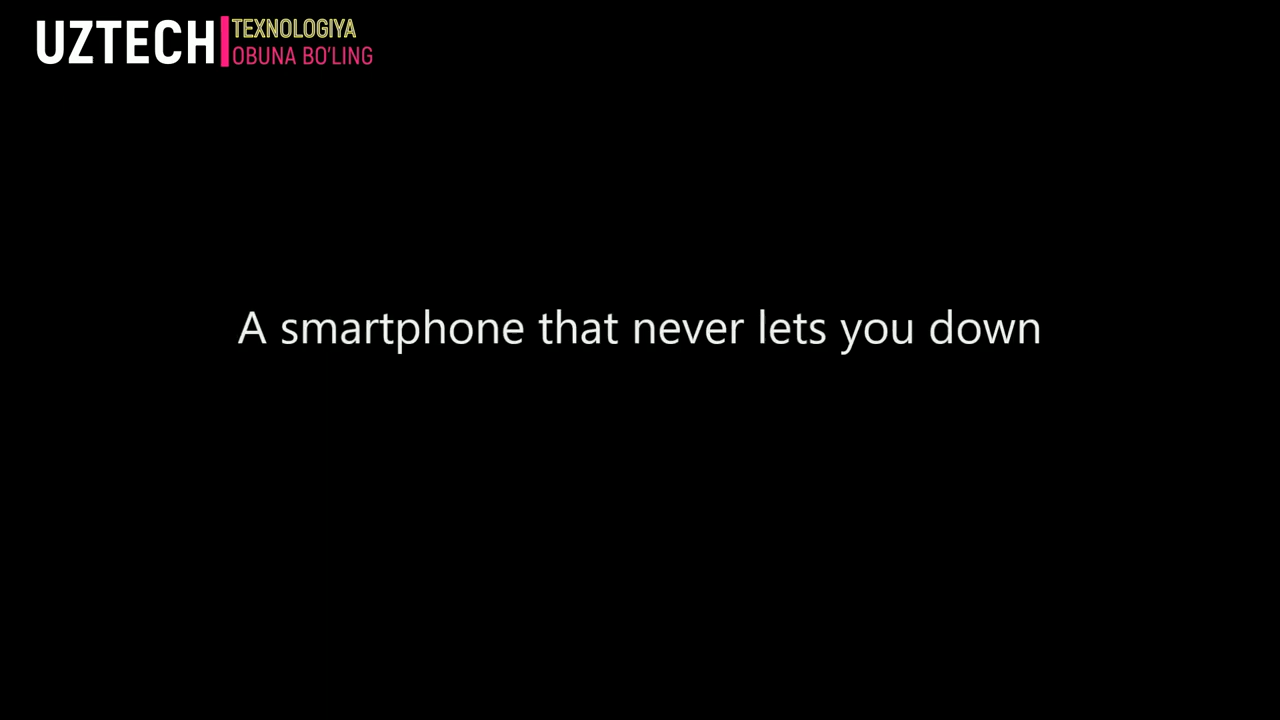 UZTECH
TEXNOLOGIYA
OBUNA BO'LING
A smartphone that never lets you down